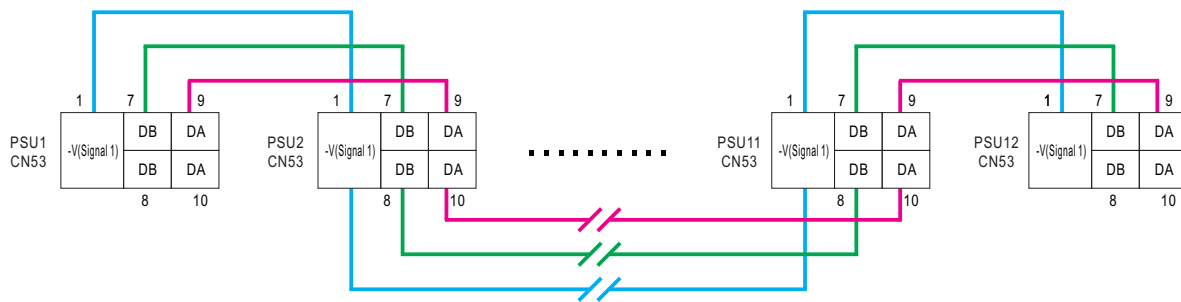 1 7 9 1 7 9 1 7 9 1 7 9
PSU1
CN53
-V(Signal 1)
DB DA
DB DA
8 10
PSU2
CN53
-V(Signal 1)
DB DA
DB DA
8 10
PSU11
CN53
-V(Signal 1)
DB DA
DB DA
8 10
PSU12
CN53
-V(Signal 1)
DB DA
DB DA
8 10